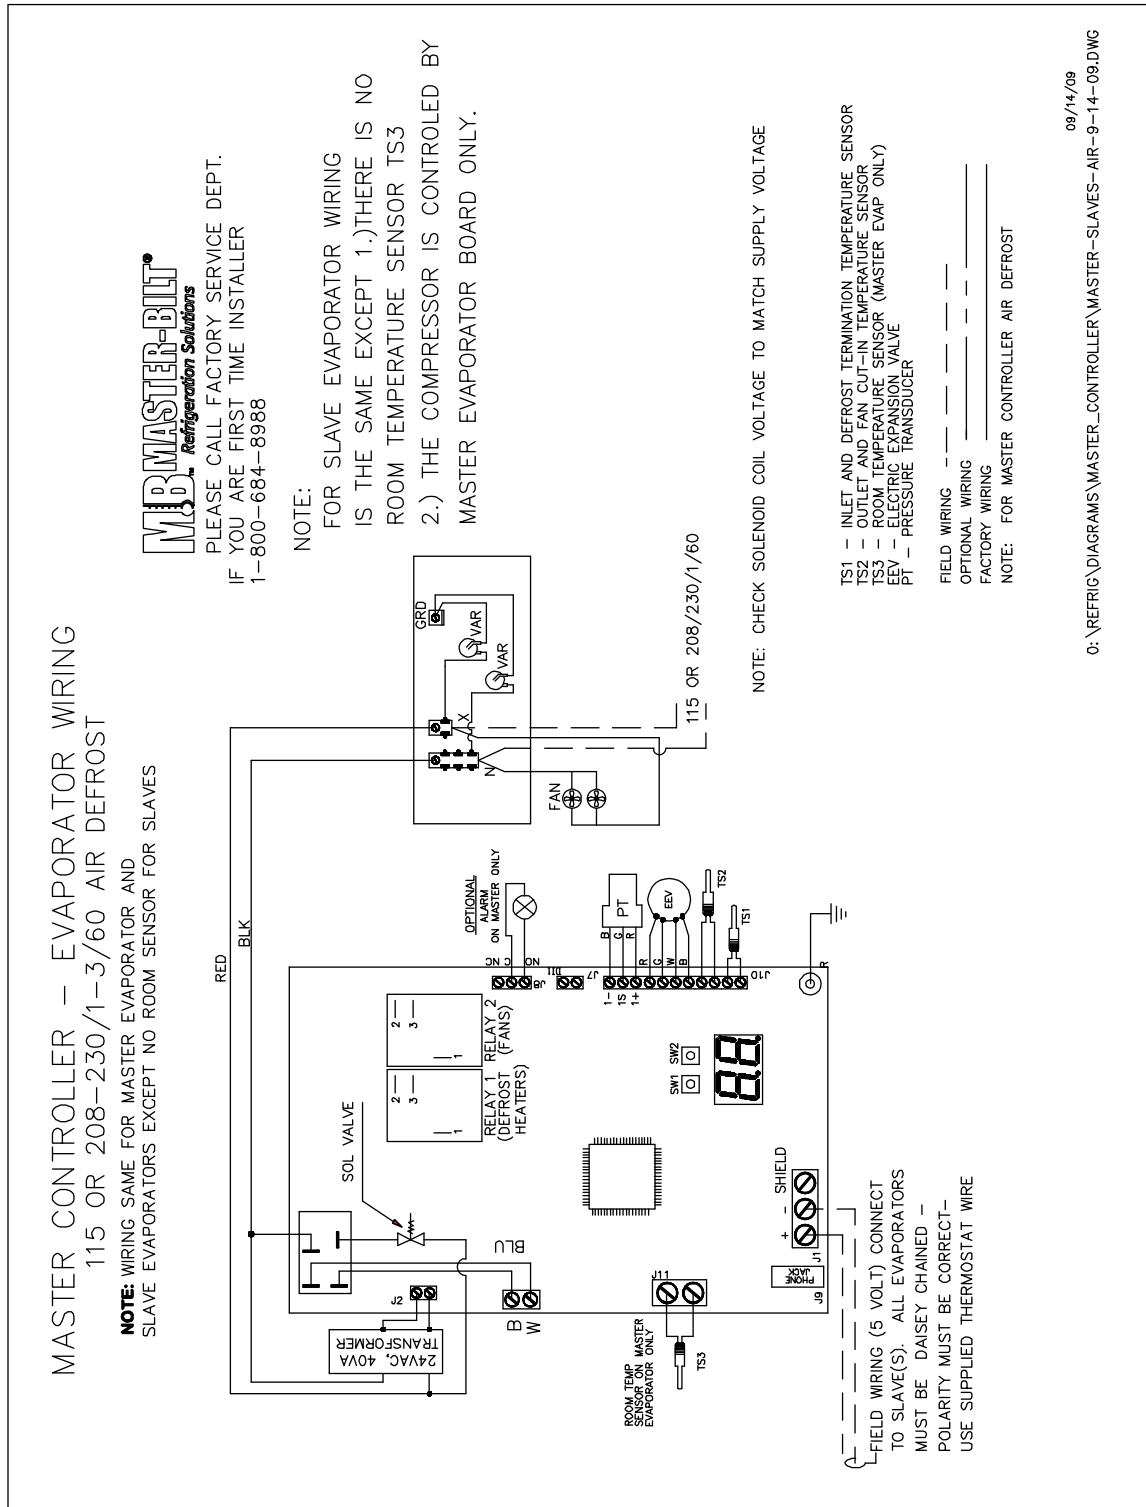 MASTER CONTROLLER - EVAPORATOR WIRING
115 OR 208-230/1-3/60 AIR DEFROST
NOTE: WIRING SAME FOR MASTER EVAPORATOR AND
SLAVE EVAPORATORS EXCEPT NO ROOM SENSOR FOR SLAVES
MB MASTER-BILT®
™ Refrigeration Solutions
PLEASE CALL FACTORY SERVICE DEPT.
IF YOU ARE FIRST TIME INSTALLER
1-800-684-8988
NOTE:
FOR SLAVE EVAPORATOR WIRING
IS THE SAME EXCEPT 1.)THERE IS NO
ROOM TEMPERATURE SENSOR TS3
2.) THE COMPRESSOR IS CONTROLED BY
MASTER EVAPORATOR BOARD ONLY.
RED
BLK
GRD
VAR
VAR
X
N
FAN
115 OR 208/230/1/60
24VAC, 40VA
TRANSFORMER
J2
SOL VALVE
BLU
B
W
2
3
1
RELAY 1
(DEFROST
HEATERS)
2
3
1
RELAY 2
(FANS)
OPTIONAL
ALARM
ON MASTER ONLY
NO C NC
J8
DI1
J7
1-
1S
1+
B
G
R
PT
R
G
W
B
EEV
TS2
TS1
J10
R
SW1
SW2
88
ROOM TEMP
SENSOR ON MASTER
EVAPORATOR ONLY
TS3
J11
PHONE
JACK
J9
J1
+
-
SHIELD
FIELD WIRING (5 VOLT) CONNECT
TO SLAVE(S). ALL EVAPORATORS
MUST BE DAISEY CHAINED -
POLARITY MUST BE CORRECT-
USE SUPPLIED THERMOSTAT WIRE
NOTE: CHECK SOLENOID COIL VOLTAGE TO MATCH SUPPLY VOLTAGE
TS1 - INLET AND DEFROST TERMINATION TEMPERATURE SENSOR
TS2 - OUTLET AND FAN CUT-IN TEMPERATURE SENSOR
TS3 - ROOM TEMPERATURE SENSOR (MASTER EVAP ONLY)
EEV - ELECTRIC EXPANSION VALVE
PT - PRESSURE TRANSDUCER
FIELD WIRING
OPTIONAL WIRING
FACTORY WIRING
NOTE: FOR MASTER CONTROLLER AIR DEFROST
09/14/09
O:\REFRIG\DIAGRAMS\MASTER_CONTROLLER\MASTER-SLAVES-AIR-9-14-09.DWG